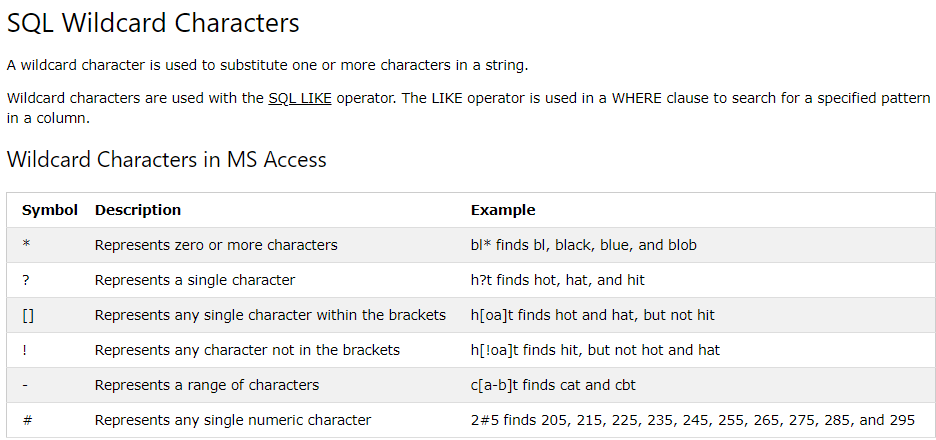 SQL Wildcard Characters
A wildcard character is used to substitute one or more characters in a string.
Wildcard characters are used with the SQL LIKE operator. The LIKE operator is used in a WHERE clause to search for a specified pattern
in a column.
Wildcard Characters in MS Access
Symbol Description Example
* Represents zero or more characters bl* finds bl, black, blue, and blob
? Represents a single character h?t finds hot, hat, and hit
[] Represents any single character within the brackets h[oa]t finds hot and hat, but not hit
! Represents any character not in the brackets h[!oa]t finds hit, but not hot and hat
- Represents a range of characters c[a-b]t finds cat and cbt
# Represents any single numeric character 2#5 finds 205, 215, 225, 235, 245, 255, 265, 275, 285, and 295